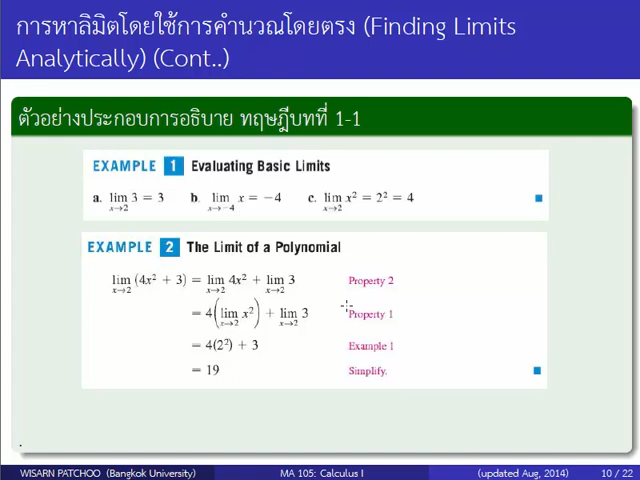 การหาลิมิตโดยใช้การคำนวณโดยตรง (Finding Limits
Analytically) (Cont..)
ตัวอย่างประกอบการอธิบาย ทฤษฎีบทที่ 1-1
EXAMPLE 1 Evaluating Basic Limits
a. lim 3 = 3 b. lim x = −4 c. lim x² = 2² = 4
x→2 x→−4 x→2
EXAMPLE 2 The Limit of a Polynomial
lim (4x² + 3) = lim 4x² + lim 3 Property 2
x→2 x→2 x→2
= 4(lim x²) + lim 3 Property 1
x→2 x→2
= 4(2²) + 3 Example 1
= 19 Simplify.
.
WISARN PATCHOO (Bangkok University) MA 105: Calculus I (updated Aug, 2014) 10 / 22